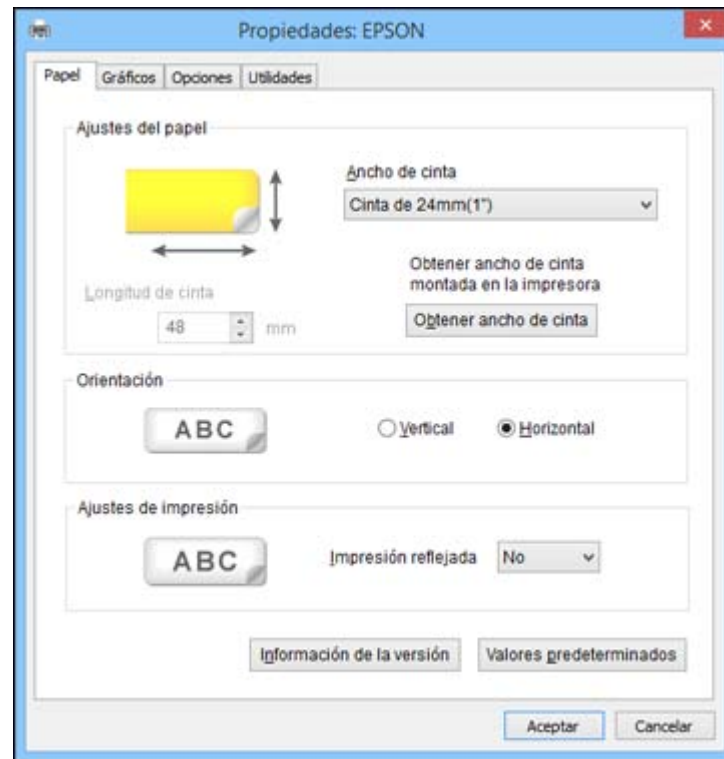 Propiedades: EPSON
Papel
Gráficos
Opciones
Utilidades
Ajustes del papel
Ancho de cinta
Cinta de 24mm(1")
Obtener ancho de cinta
montada en la impresora
Longitud de cinta
48 mm
Obtener ancho de cinta
Orientación
ABC
Vertical
Horizontal
Ajustes de impresión
ABC
Impresión reflejada
No
Información de la versión
Valores predeterminados
Aceptar
Cancelar